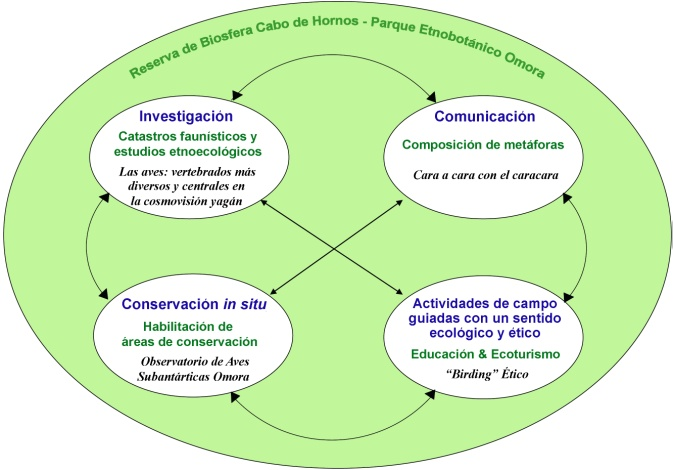 Reserva de Biosfera Cabo de Hornos - Parque Etnobotánico Omora
Investigación
Catastros faunísticos y
estudios etnoecológicos
Las aves: vertebrados más
diversos y centrales en
la cosmovisión yagán
Comunicación
Composición de metáforas
Cara a cara con el caracara
Conservación in situ
Habilitación de
áreas de conservación
Observatorio de Aves
Subantárticas Omora
Actividades de campo
guiadas con un sentido
ecológico y ético
Educación & Ecoturismo
“Birding” Ético